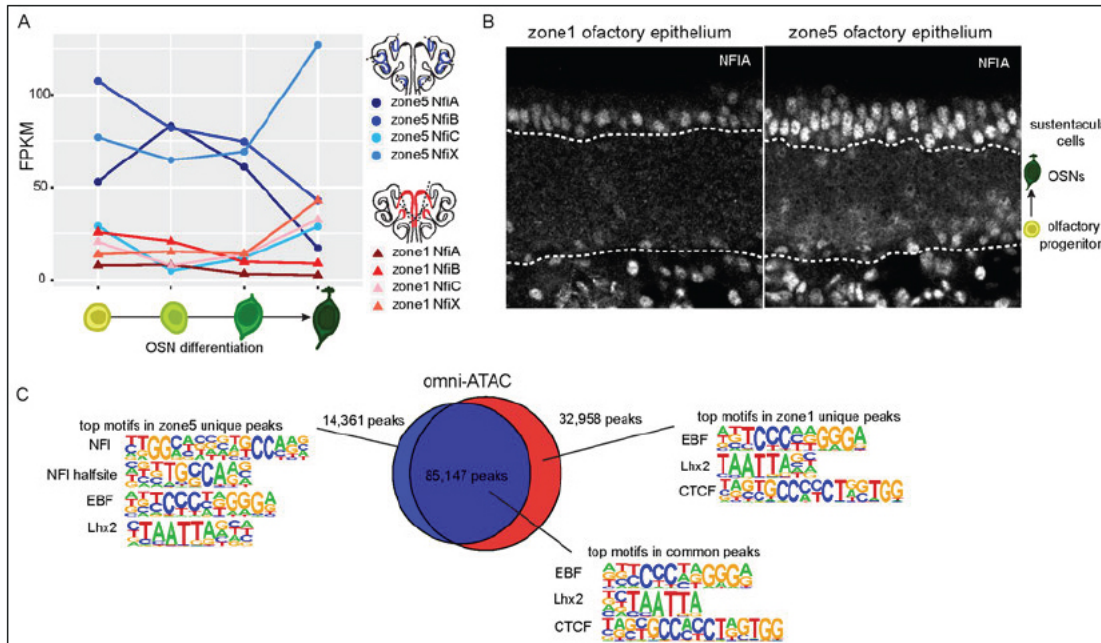 A
FPKM
100
50
0
OSN differentiation
zone5 NfiA
zone5 NfiB
zone5 NfiC
zone5 NfiX
zone1 NfiA
zone1 NfiB
zone1 NfiC
zone1 NfiX
B
zone1 ofactory epithelium
zone5 ofactory epithelium
NFIA
NFIA
sustentacular
cells
OSNs
olfactory
progenitor
C
omni-ATAC
14,361 peaks
32,958 peaks
85,147 peaks
top motifs in zone5 unique peaks
NFI
NFI halfsite
EBF
Lhx2
top motifs in zone1 unique peaks
EBF
Lhx2
CTCF
top motifs in common peaks
EBF
Lhx2
CTCF